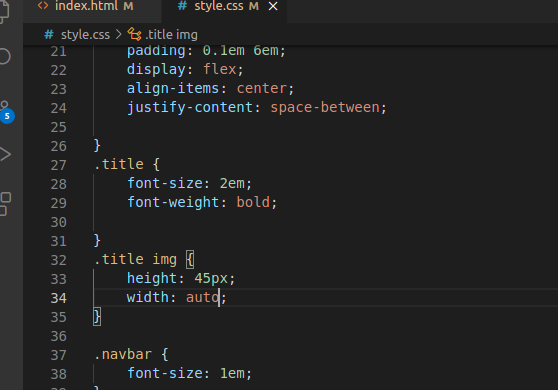 index.html M
style.css M
# style.css > .title img
21 padding: 0.1em 6em;
22 display: flex;
23 align-items: center;
24 justify-content: space-between;
25
26 }
27 .title {
28 font-size: 2em;
29 font-weight: bold;
30
31 }
32 .title img {
33 height: 45px;
34 width: auto;
35 }
36
37 .navbar {
38 font-size: 1em;
5